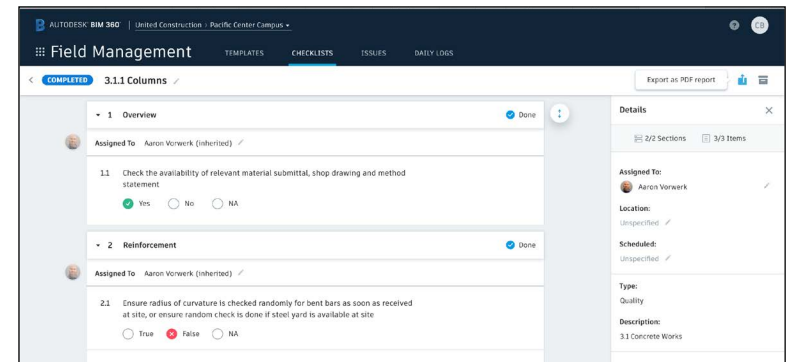 AUTODESK® BIM 360° | United Construction > Pacific Center Campus
CB
Field Management TEMPLATES CHECKLISTS ISSUES DAILY LOGS
COMPLETED 3.1.1 Columns Export as PDF report
1 Overview Done
Assigned To Aaron Vorwerk (inherited)
1.1 Check the availability of relevant material submittal, shop drawing and method
statement
Yes No NA
2 Reinforcement Done
Assigned To Aaron Vorwerk (inherited)
2.1 Ensure radius of curvature is checked randomly for bent bars as soon as received
at site, or ensure random check is done if steel yard is available at site
True False NA
Details
2/2 Sections 3/3 Items
Assigned To:
Aaron Vorwerk
Location:
Unspecified
Scheduled:
Unspecified
Type:
Quality
Description:
3.1 Concrete Works